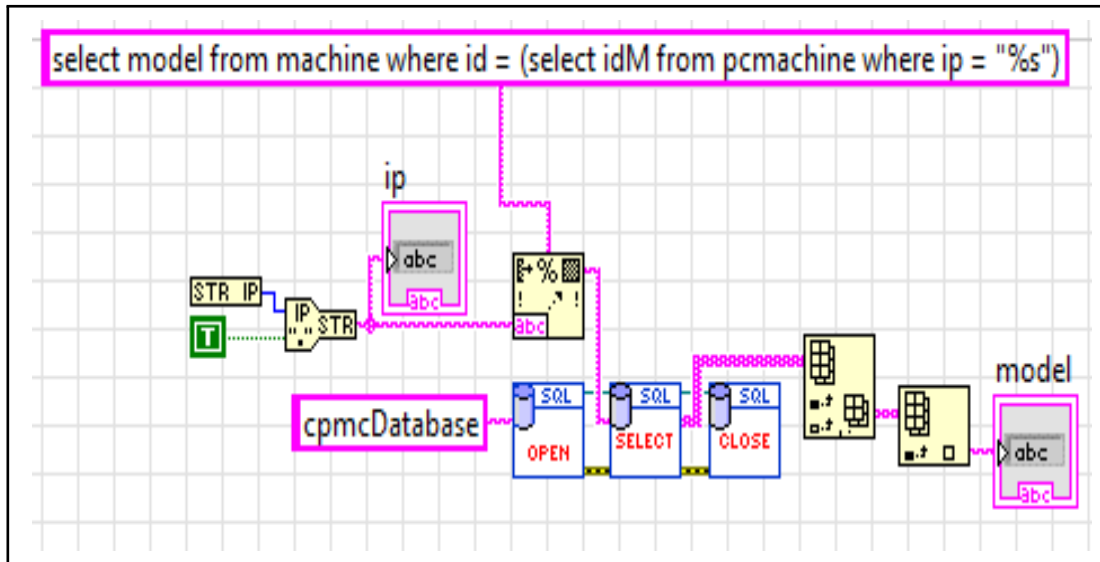 select model from machine where id = (select idM from pcmachine where ip = "%s")
ip
abc
abc
STR IP
IP
"."
STR
T
%
! !
abc
cpmcDatabase
SQL
OPEN
SQL
SELECT
SQL
CLOSE
model
abc
abc